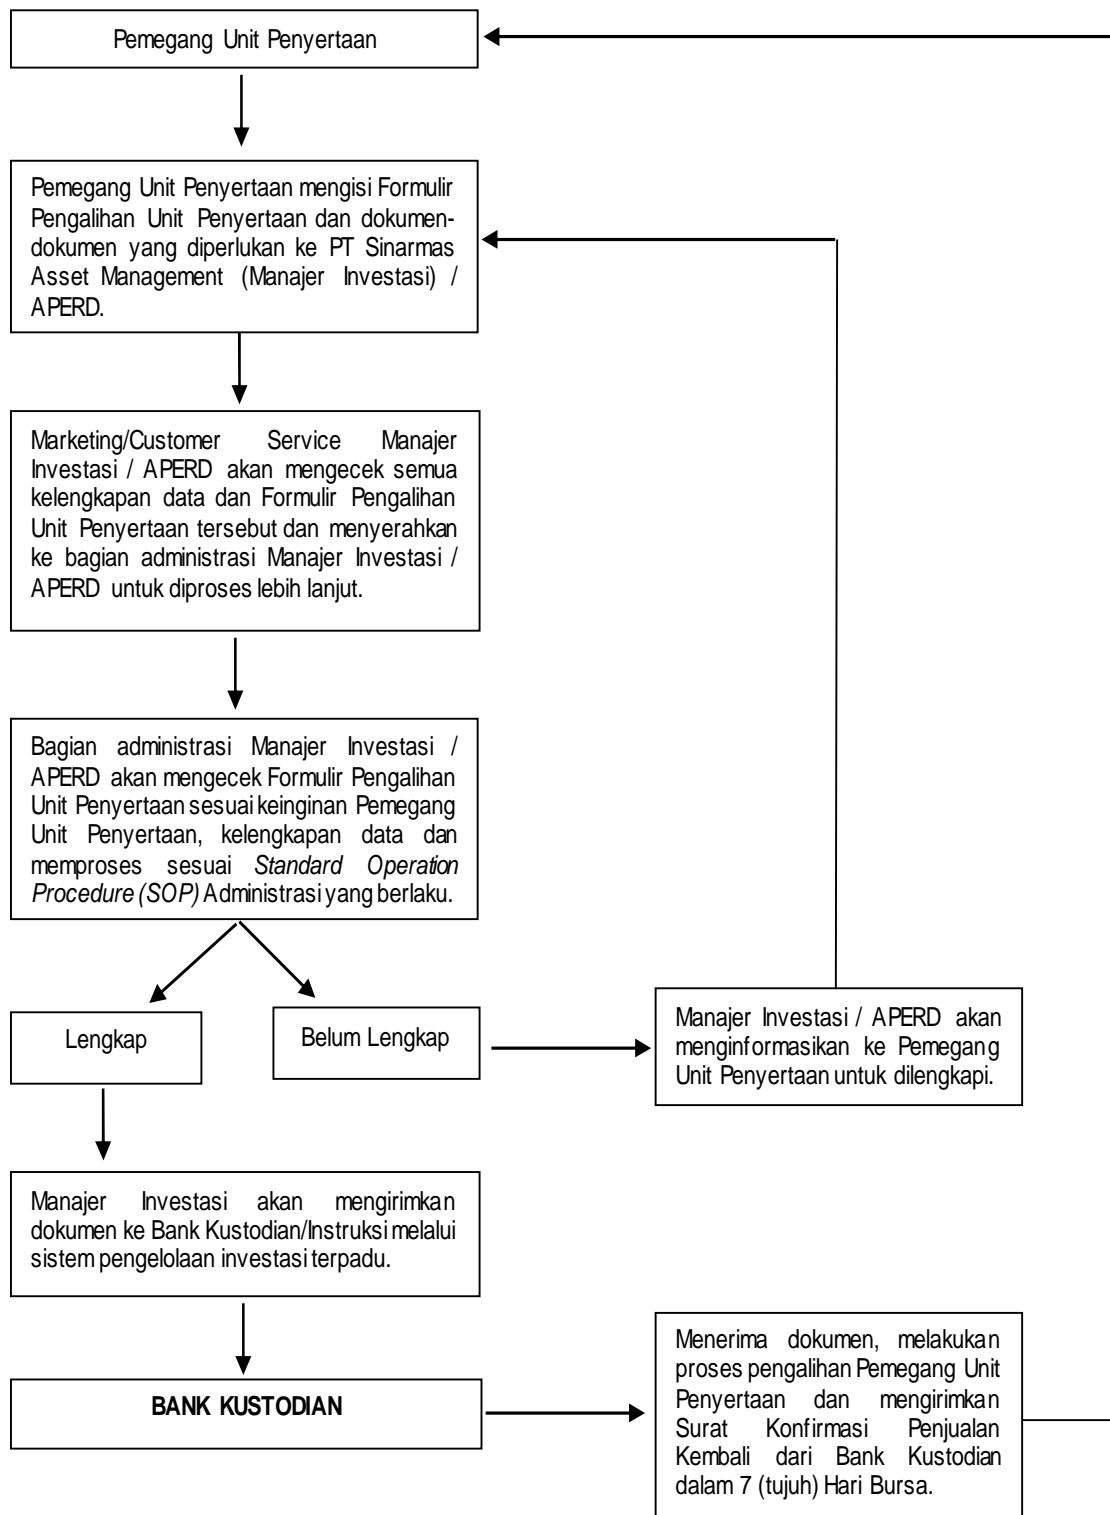 Pemegang Unit Penyertaan
Pemegang Unit Penyertaan mengisi Formulir
Pengalihan Unit Penyertaan dan dokumen-
dokumen yang diperlukan ke PT Sinarmas
Asset Management (Manajer Investasi) /
APERD.
Marketing/Customer Service Manajer
Investasi / APERD akan mengecek semua
kelengkapan data dan Formulir Pengalihan
Unit Penyertaan tersebut dan menyerahkan
ke bagian administrasi Manajer Investasi /
APERD untuk diproses lebih lanjut.
Bagian administrasi Manajer Investasi /
APERD akan mengecek Formulir Pengalihan
Unit Penyertaan sesuai keinginan Pemegang
Unit Penyertaan, kelengkapan data dan
memproses sesuai Standard Operation
Procedure (SOP) Administrasi yang berlaku.
Lengkap
Belum Lengkap
Manajer Investasi / APERD akan
menginformasikan ke Pemegang
Unit Penyertaan untuk dilengkapi.
Manajer Investasi akan mengirimkan
dokumen ke Bank Kustodian/Instruksi melalui
sistem pengelolaan investasi terpadu.
BANK KUSTODIAN
Menerima dokumen, melakukan
proses pengalihan Pemegang Unit
Penyertaan dan mengirimkan
Surat Konfirmasi Penjualan
Kembali dari Bank Kustodian
dalam 7 (tujuh) Hari Bursa.